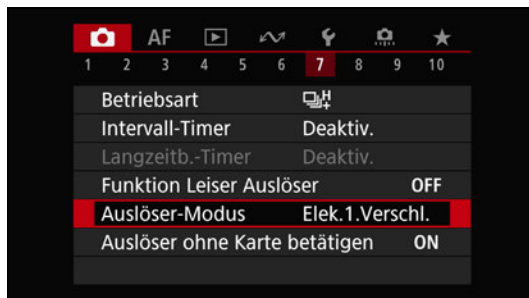 AF
1 2 3 4 5 6 7 8 9 10
Betriebsart H+
Intervall-Timer Deaktiv.
Langzeitb.-Timer Deaktiv.
Funktion Leiser Auslöser OFF
Auslöser-Modus Elek.1.Verschl.
Auslöser ohne Karte betätigen ON